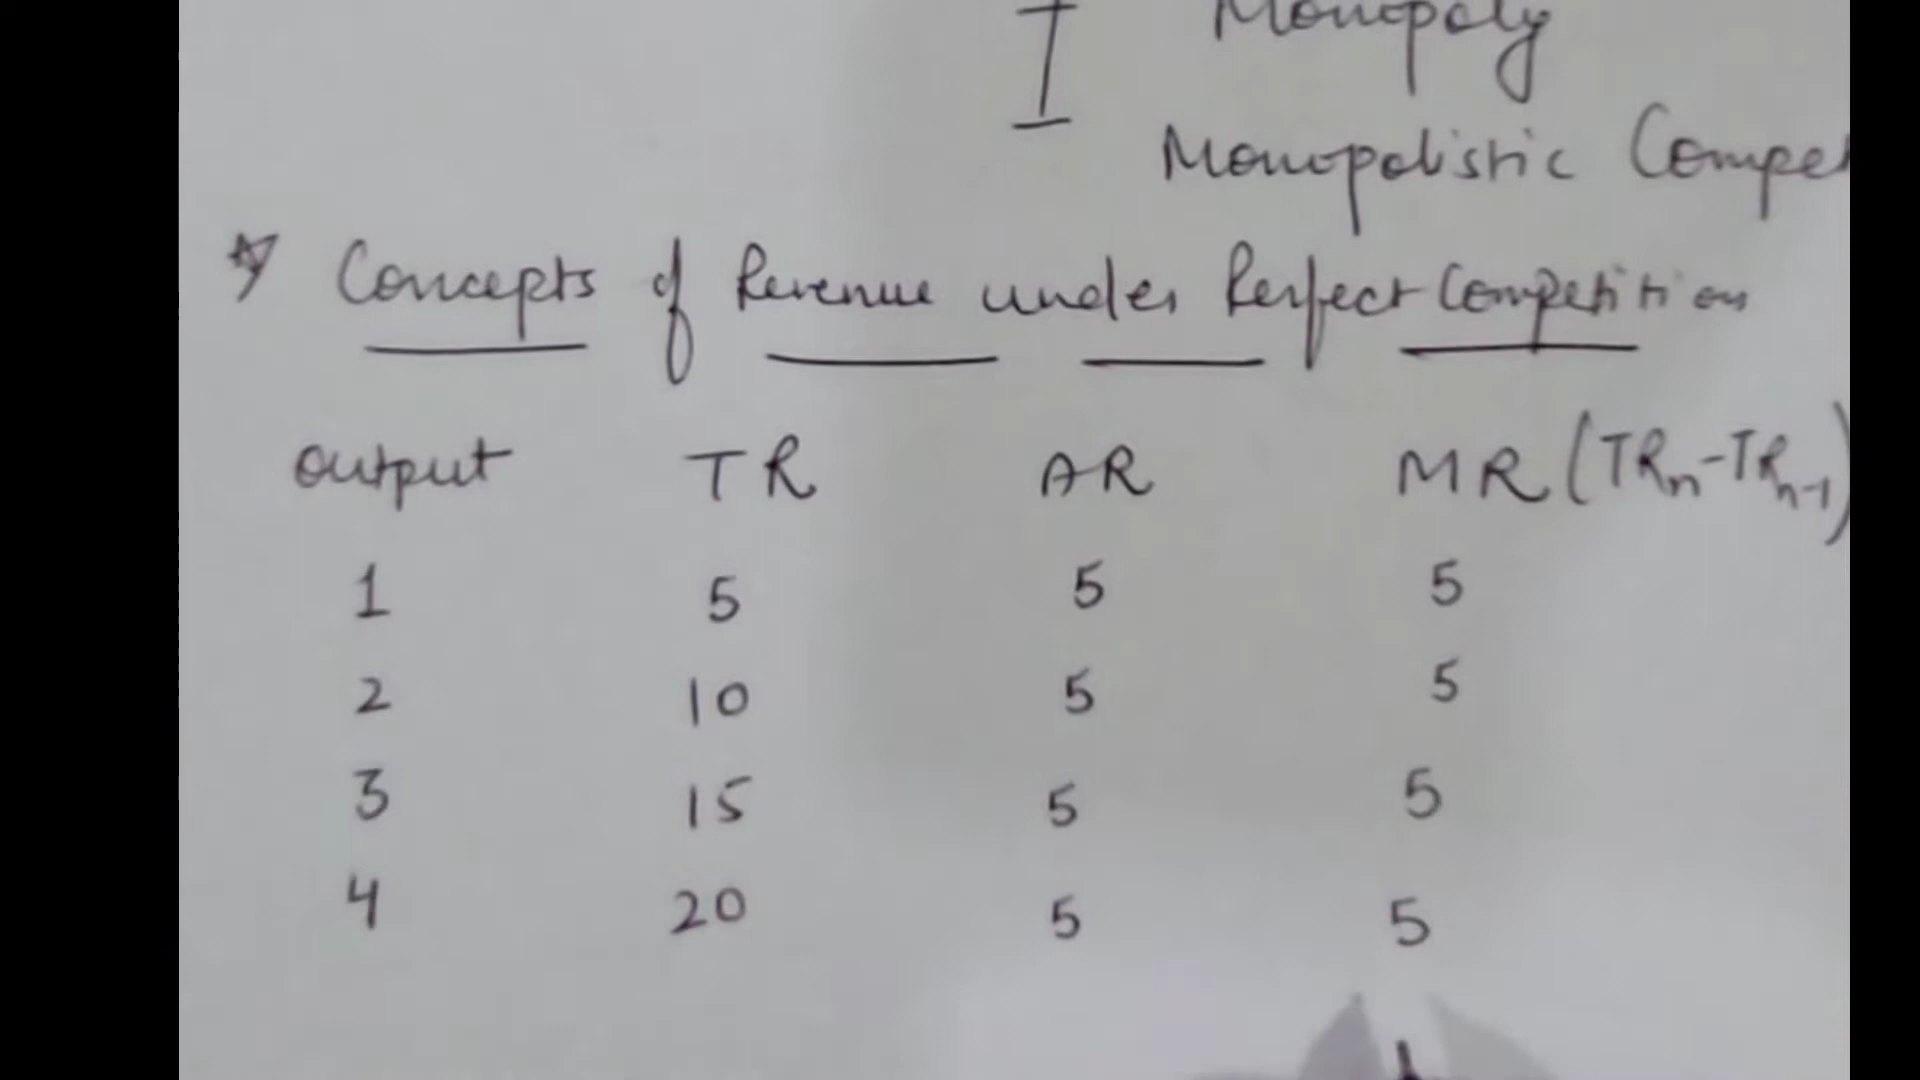 Monopoly
Monopolistic Compe
Concepts of Revenue under Perfect Competition
output TR AR MR (TRn-TRn-1)
1 5 5 5
2 10 5 5
3 15 5 5
4 20 5 5